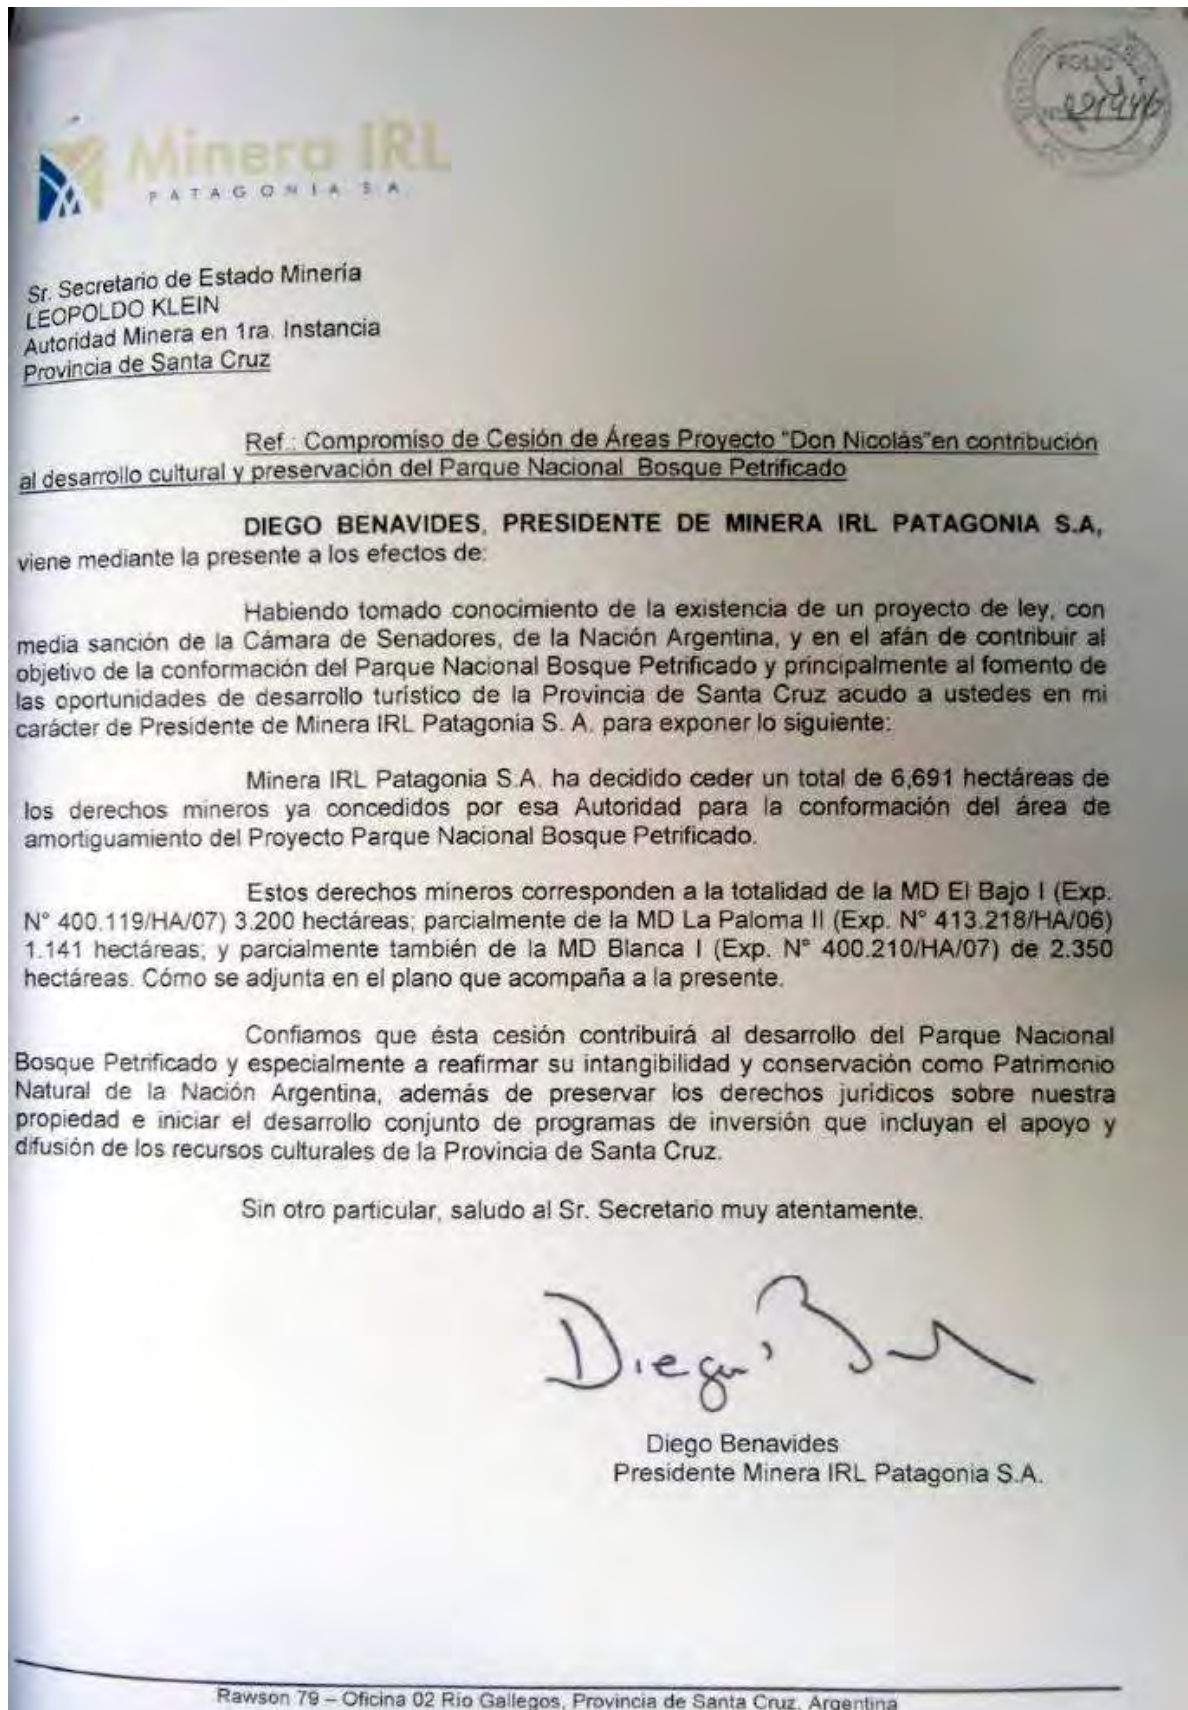 FOLIO
Minera IRL
PATAGONIA S.A.
Sr. Secretario de Estado Minería
LEOPOLDO KLEIN
Autoridad Minera en 1ra. Instancia
Provincia de Santa Cruz
Ref.: Compromiso de Cesión de Áreas Proyecto "Don Nicolás"en contribución
al desarrollo cultural y preservación del Parque Nacional Bosque Petrificado
DIEGO BENAVIDES, PRESIDENTE DE MINERA IRL PATAGONIA S.A,
viene mediante la presente a los efectos de:
Habiendo tomado conocimiento de la existencia de un proyecto de ley, con
media sanción de la Cámara de Senadores, de la Nación Argentina, y en el afán de contribuir al
objetivo de la conformación del Parque Nacional Bosque Petrificado y principalmente al fomento de
las oportunidades de desarrollo turístico de la Provincia de Santa Cruz acudo a ustedes en mi
carácter de Presidente de Minera IRL Patagonia S. A. para exponer lo siguiente:
Minera IRL Patagonia S.A. ha decidido ceder un total de 6,691 hectáreas de
los derechos mineros ya concedidos por esa Autoridad para la conformación del área de
amortiguamiento del Proyecto Parque Nacional Bosque Petrificado.
Estos derechos mineros corresponden a la totalidad de la MD El Bajo I (Exp.
N° 400.119/HA/07) 3.200 hectáreas; parcialmente de la MD La Paloma II (Exp. N° 413.218/HA/06)
1.141 hectáreas; y parcialmente también de la MD Blanca I (Exp. N° 400.210/HA/07) de 2.350
hectáreas. Cómo se adjunta en el plano que acompaña a la presente.
Confiamos que ésta cesión contribuirá al desarrollo del Parque Nacional
Bosque Petrificado y especialmente a reafirmar su intangibilidad y conservación como Patrimonio
Natural de la Nación Argentina, además de preservar los derechos jurídicos sobre nuestra
propiedad e iniciar el desarrollo conjunto de programas de inversión que incluyan el apoyo y
difusión de los recursos culturales de la Provincia de Santa Cruz.
Sin otro particular, saludo al Sr. Secretario muy atentamente.
Diego
Diego Benavides
Presidente Minera IRL Patagonia S.A.
Rawson 79 – Oficina 02 Río Gallegos, Provincia de Santa Cruz, Argentina